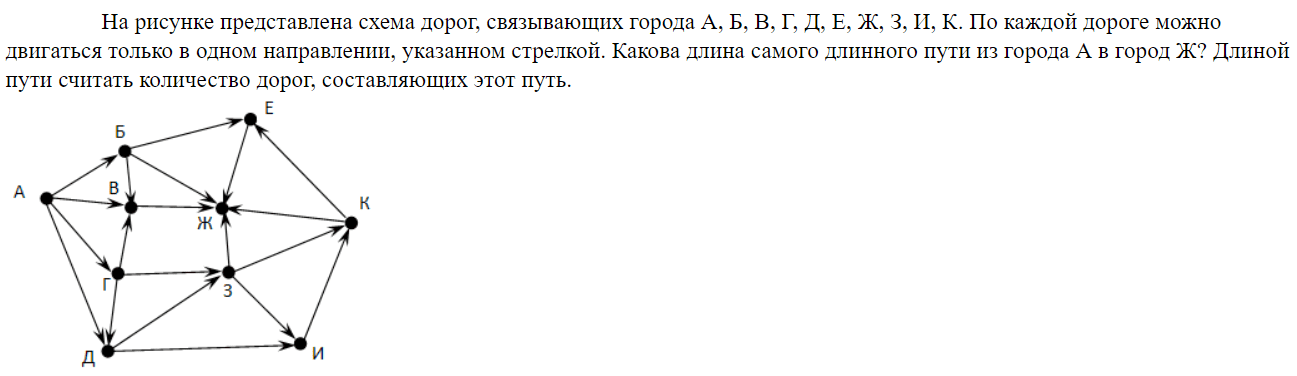 На рисунке представлена схема дорог, связывающих города А, Б, В, Г, Д, Е, Ж, З, И, К. По каждой дороге можно
двигаться только в одном направлении, указанном стрелкой. Какова длина самого длинного пути из города А в город Ж? Длиной
пути считать количество дорог, составляющих этот путь.
Е
Б
А
В
К
Ж
Г
З
Д
И